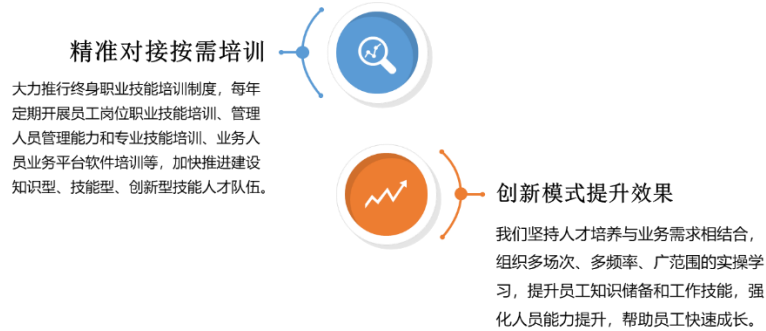 精准对接按需培训
大力推行终身职业技能培训制度，每年
定期开展员工岗位职业技能培训、管理
人员管理能力和专业技能培训、业务人
员业务平台软件培训等，加快推进建设
知识型、技能型、创新型技能人才队伍。
创新模式提升效果
我们坚持人才培养与业务需求相结合，
组织多场次、多频率、广范围的实操学
习，提升员工知识储备和工作技能，强
化人员能力提升，帮助员工快速成长。